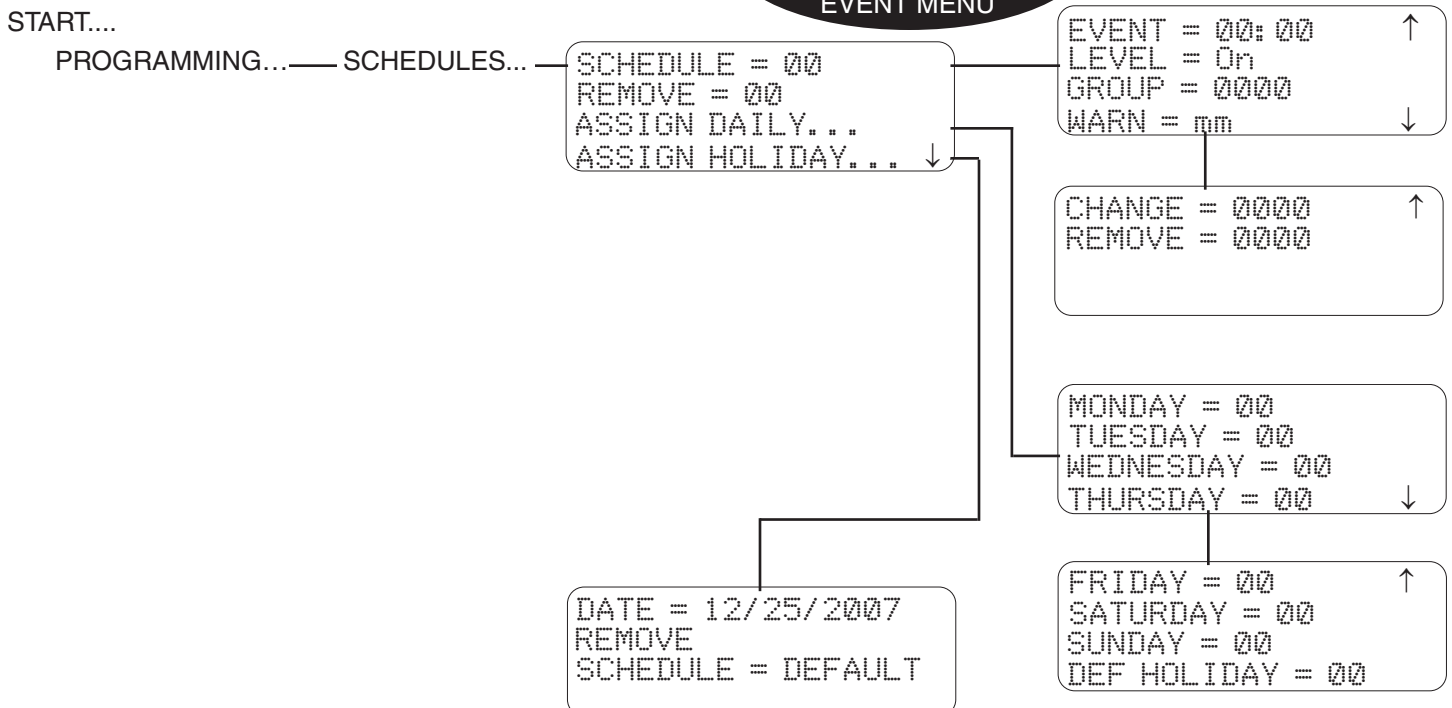 EVENT MENU
START....
PROGRAMMING... SCHEDULES...
SCHEDULE = 00
REMOVE = 00
ASSIGN DAILY...
ASSIGN HOLIDAY... ↓
EVENT = 00:00 ↑
LEVEL = On
GROUP = 0000
WARN = mm ↓
CHANGE = 0000 ↑
REMOVE = 0000
MONDAY = 00
TUESDAY = 00
WEDNESDAY = 00
THURSDAY = 00 ↓
FRIDAY = 00 ↑
SATURDAY = 00
SUNDAY = 00
DEF HOLIDAY = 00
DATE = 12/25/2007
REMOVE
SCHEDULE = DEFAULT